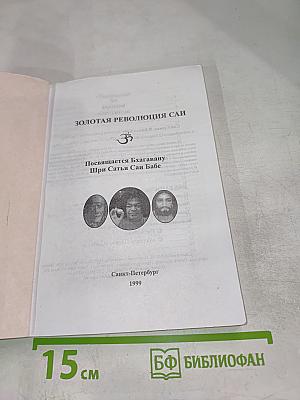 ЗОЛОТАЯ РЕВОЛЮЦИЯ САИ
ॐ
Посвящается Бхагавану
Шри Сатья Саи Бабе
Санкт-Петербург
1999
15 см
БФ БИБЛИОФАН